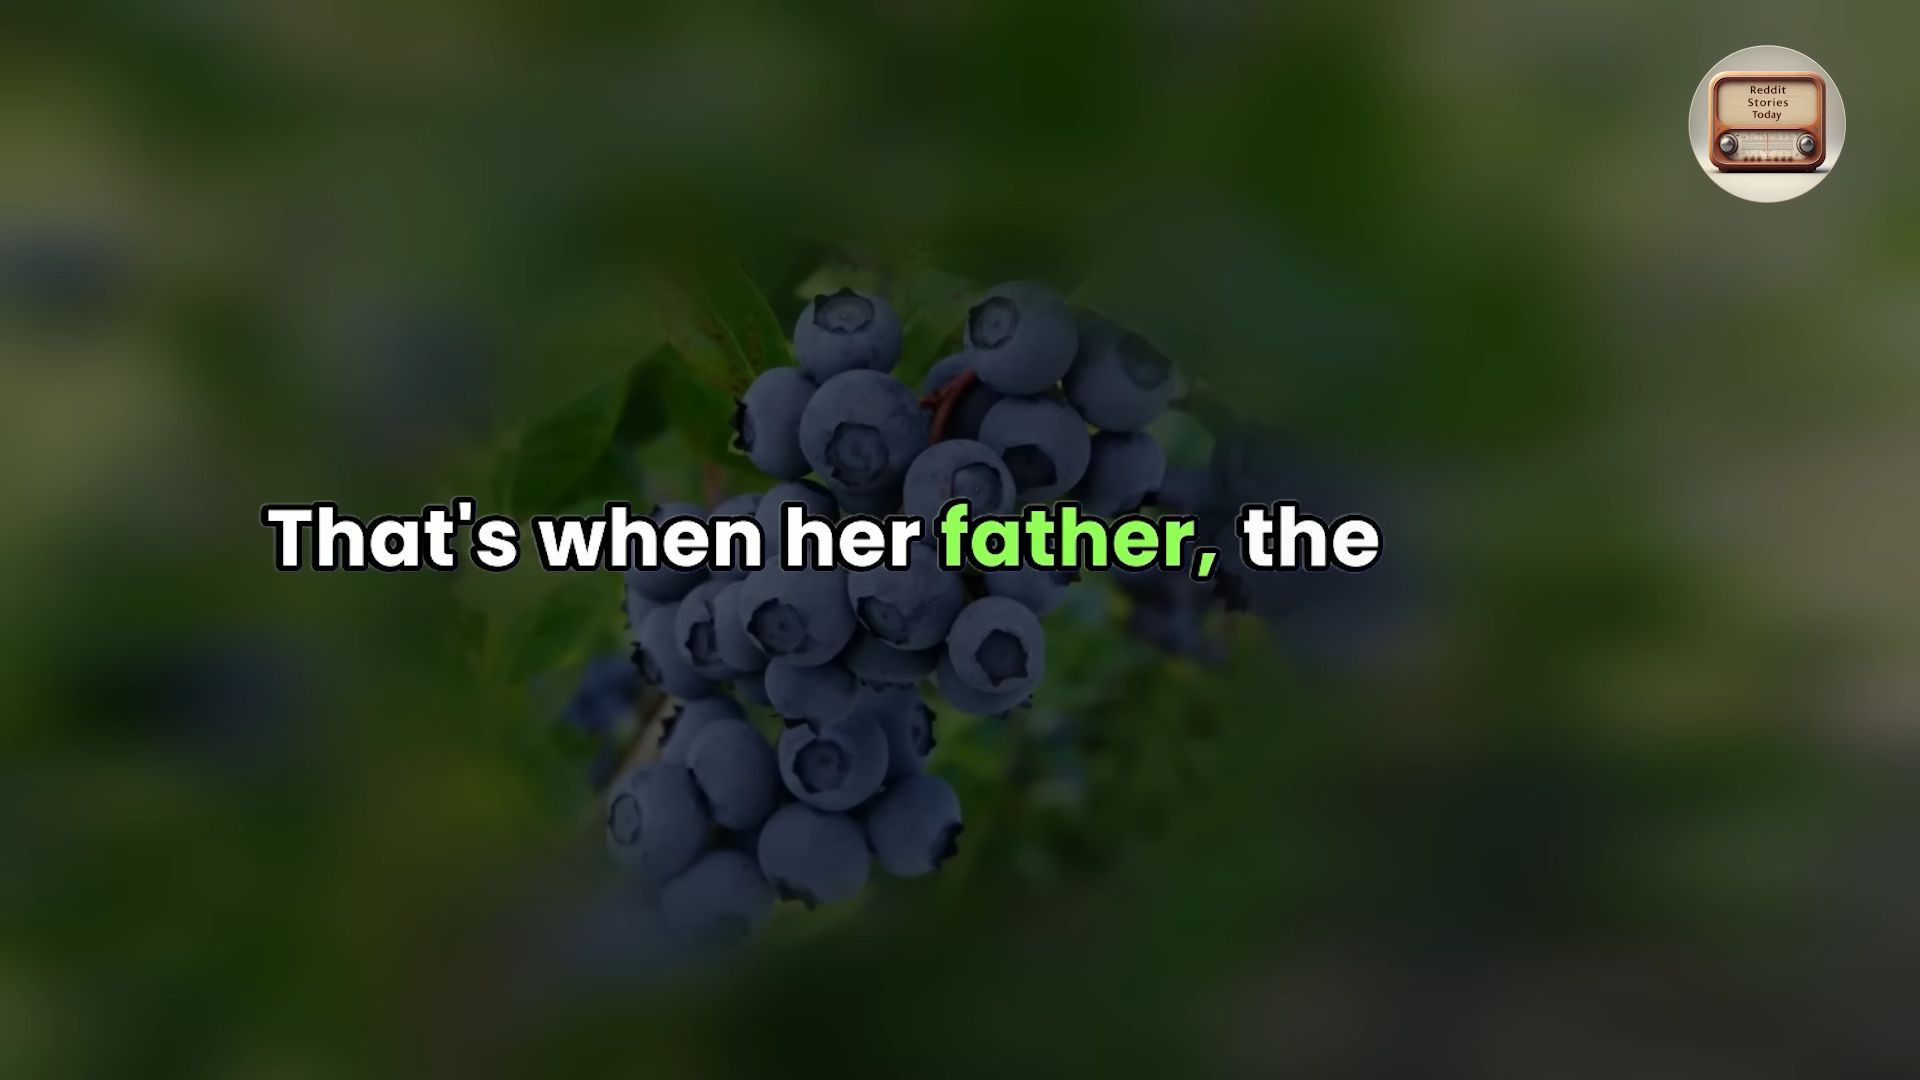 Reddit
Stories
Today
That's when her father, the